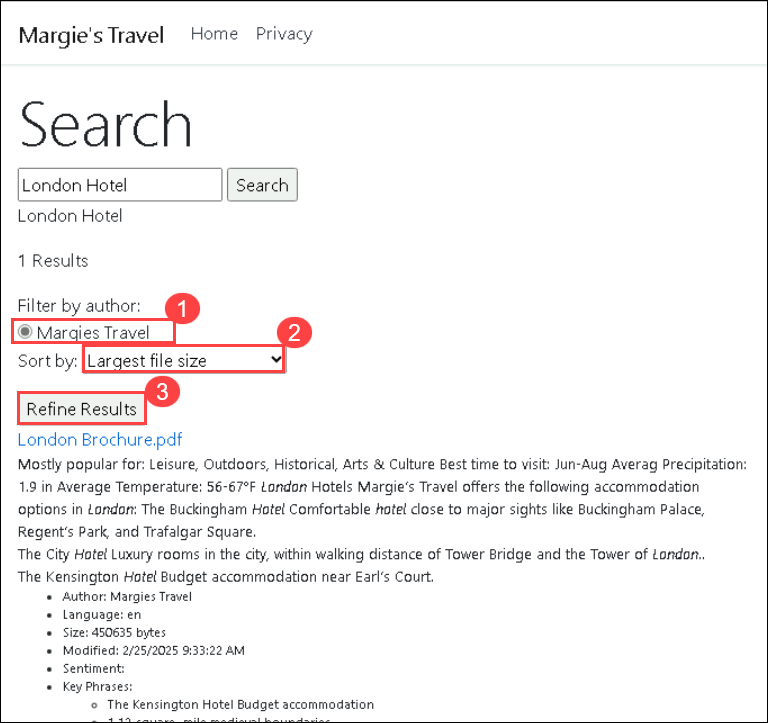 Margie's Travel Home Privacy
Search
London Hotel Search
London Hotel
1 Results
Filter by author:
1
Margies Travel
2
Sort by: Largest file size
3
Refine Results
London Brochure.pdf
Mostly popular for: Leisure, Outdoors, Historical, Arts & Culture Best time to visit: Jun-Aug Averag Precipitation:
1.9 in Average Temperature: 56-67°F London Hotels Margie's Travel offers the following accommodation
options in London: The Buckingham Hotel Comfortable hotel close to major sights like Buckingham Palace,
Regent's Park, and Trafalgar Square.
The City Hotel Luxury rooms in the city, within walking distance of Tower Bridge and the Tower of London..
The Kensington Hotel Budget accommodation near Earl's Court.
Author: Margies Travel
Language: en
Size: 450635 bytes
Modified: 2/25/2025 9:33:22 AM
Sentiment:
Key Phrases:
The Kensington Hotel Budget accommodation
1.12-square-mile medieval boundaries